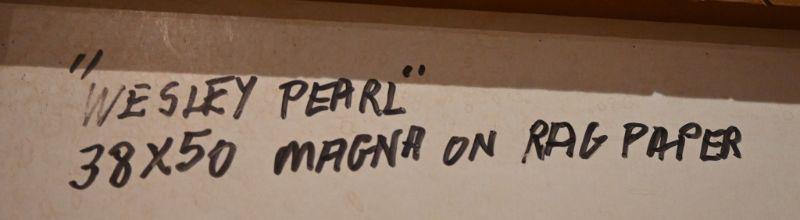 "WESLEY PEARL"
38X50 MAGNA ON RAG PAPER